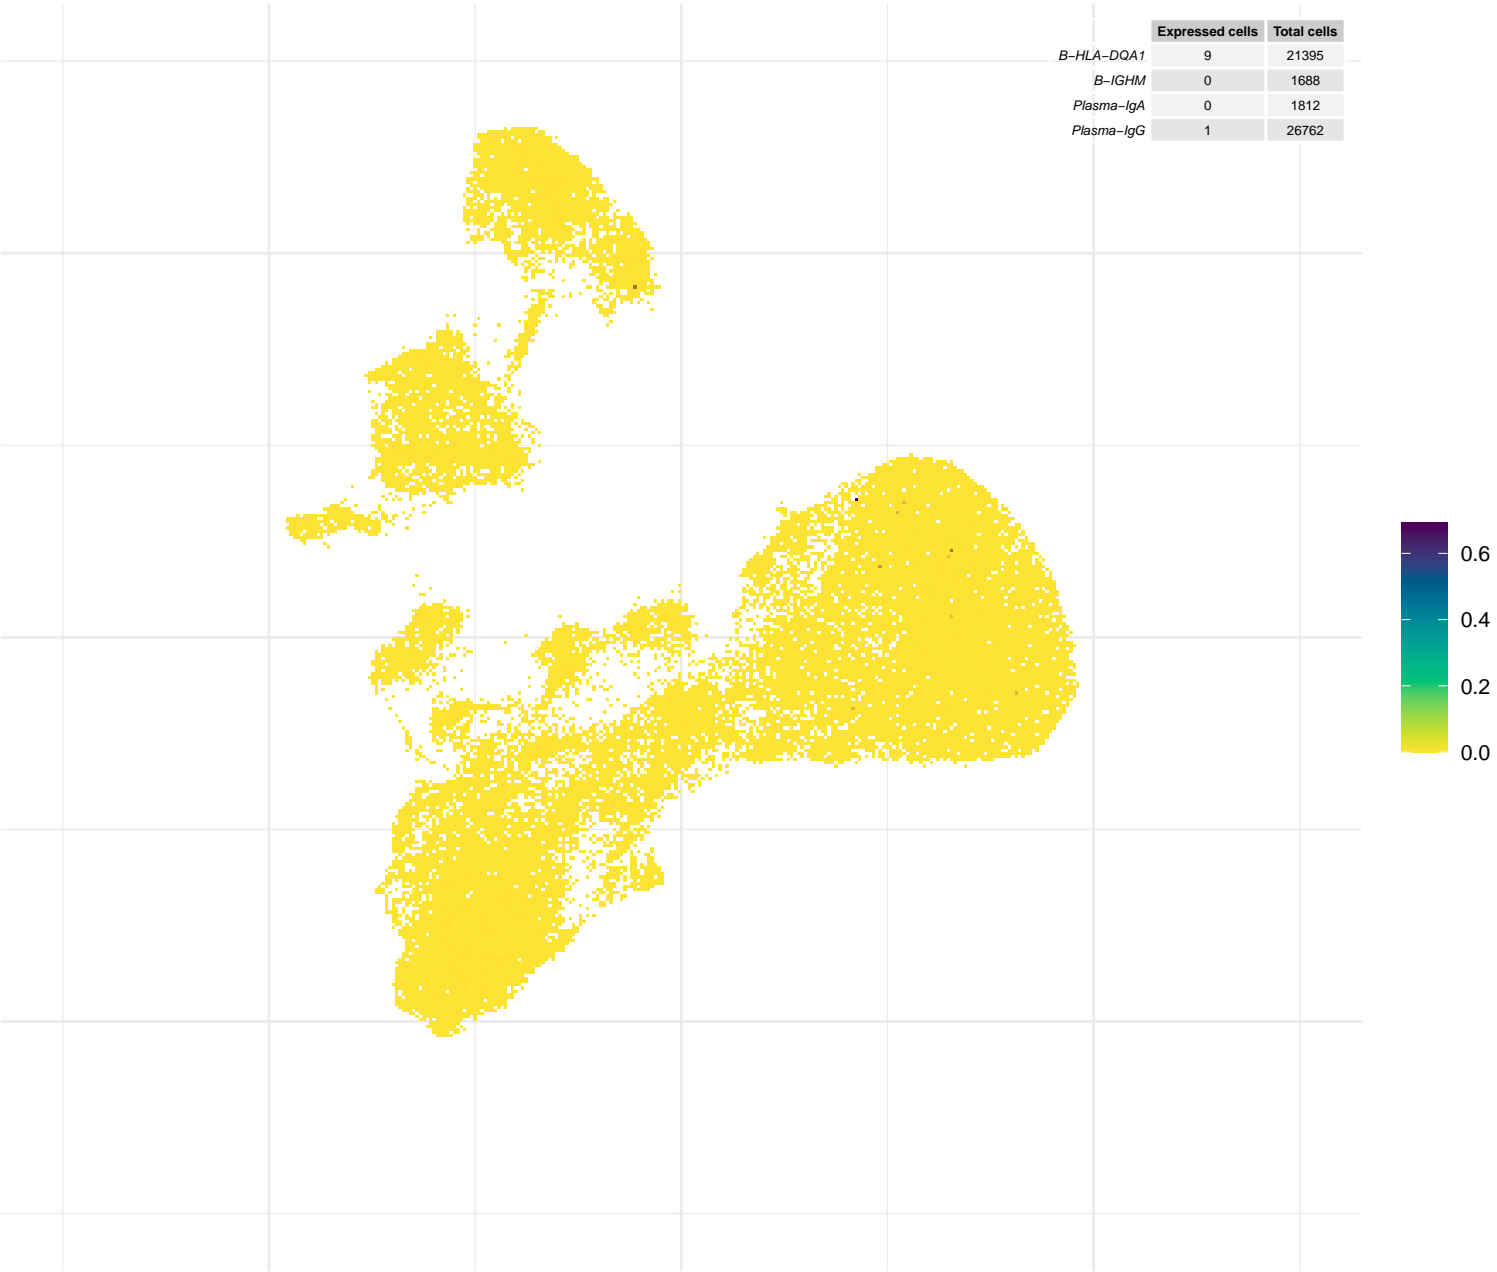 Expressed cells Total cells
B−HLA−DQA1 9 21395
B−IGHM 0 1688
Plasma−IgA 0 1812
Plasma−IgG 1 26762
0.6
0.4
0.2
0.0